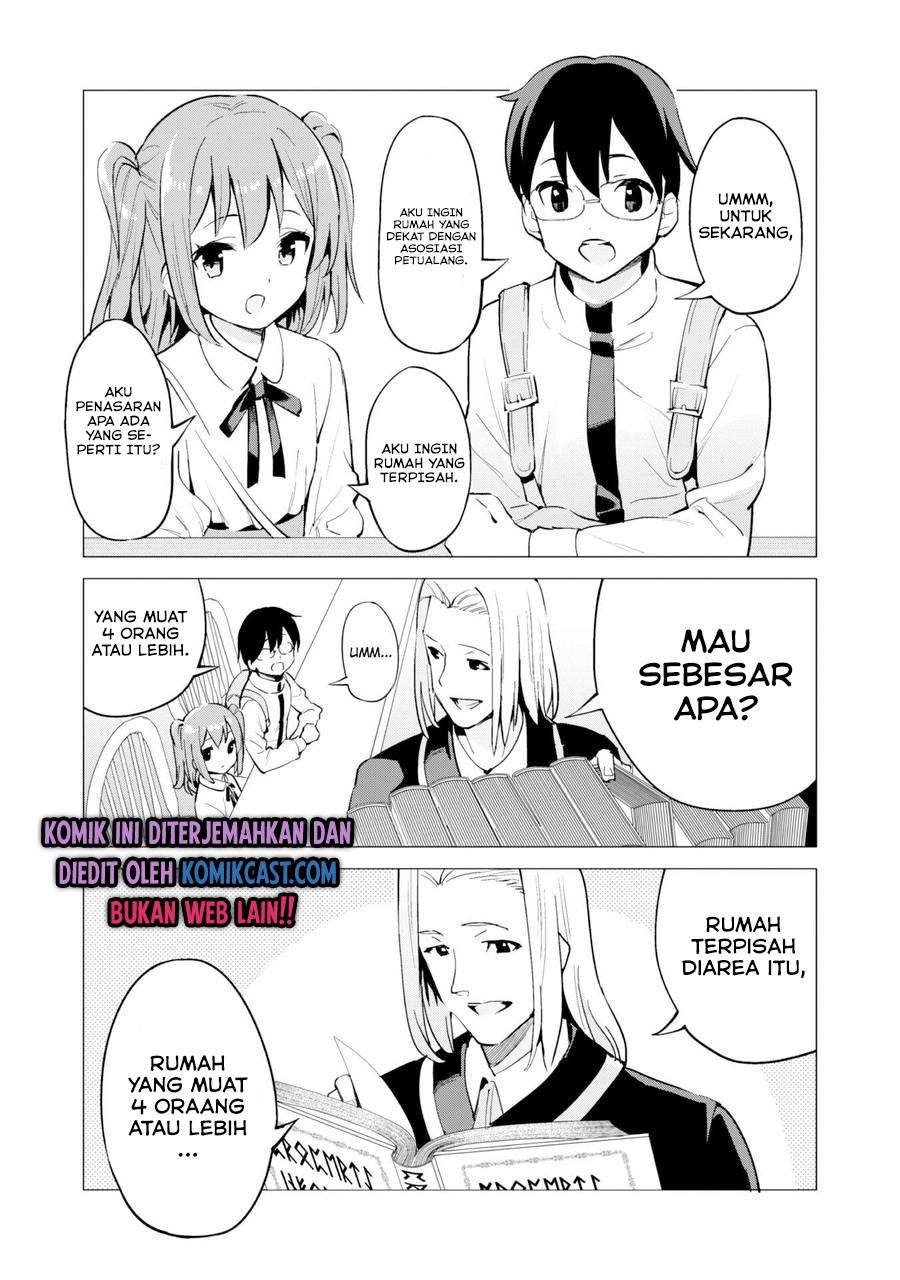 UMMM,
UNTUK
SEKARANG,
AKU INGIN
RUMAH YANG
DEKAT DENGAN
ASOSIASI
PETUALANG.
AKU INGIN
RUMAH YANG
TERPISAH.
AKU
PENASARAN
APA ADA
YANG SE-
PERTI ITU?
MAU
SEBESAR
APA?
UMM...
YANG MUAT
4 ORANG
ATAU LEBIH.
KOMIK INI DITERJEMAHKAN DAN
DIEDIT OLEH KOMIKCAST.COM
BUKAN WEB LAIN!!
RUMAH
TERPISAH
DIAREA ITU,
RUMAH
YANG MUAT
4 ORAANG
ATAU LEBIH
...